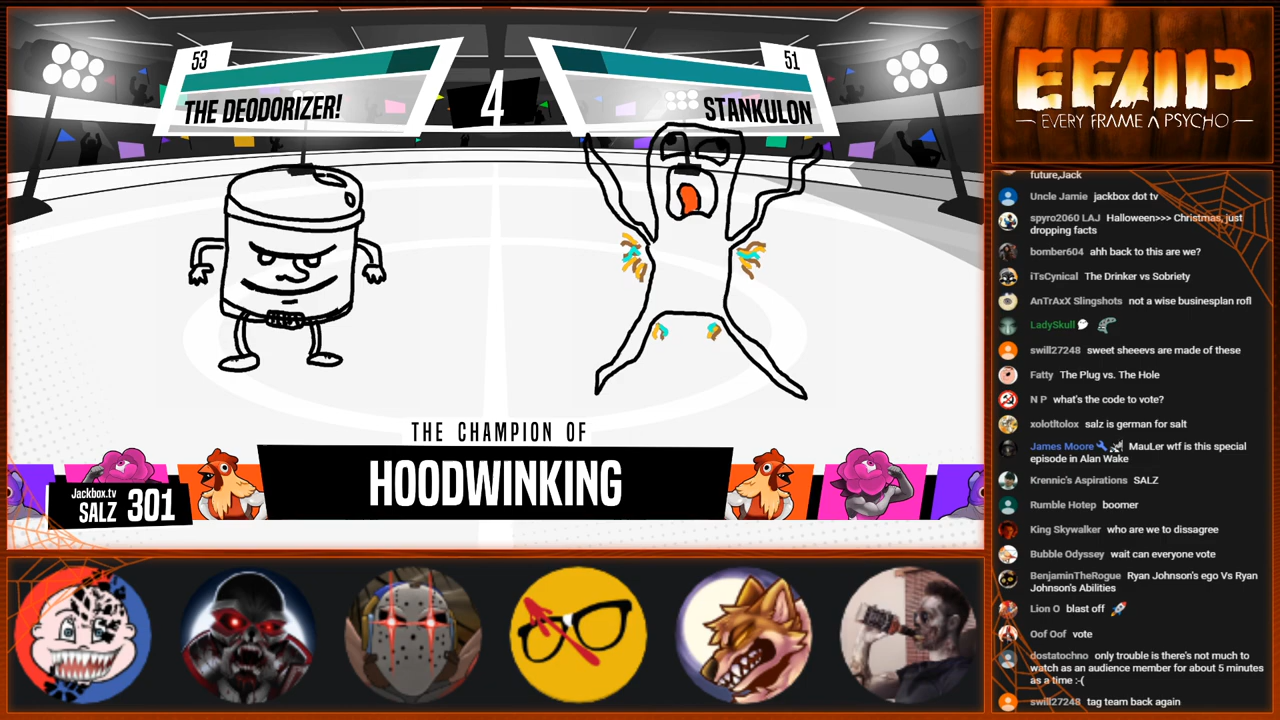 53
THE DEODORIZER!
4
51
STANKULON
THE CHAMPION OF
HOODWINKING
Jackbox.tv
SALZ 301
EFAP
EVERY FRAME A PSYCHO
future,Jack
Uncle Jamie jackbox dot tv
spyro2060 LAJ Halloween>>> Christmas, just
dropping facts
bomber604 ahh back to this are we?
iTsCynical The Drinker vs Sobriety
AnTrAxX Slingshots not a wise businesplan rofl
LadySkull
swill27248 sweet sheeevs are made of these
Fatty The Plug vs. The Hole
N P what's the code to vote?
xolotltolox salz is german for salt
James Moore MauLer wtf is this special
episode in Alan Wake
Krennic's Aspirations SALZ
Rumble Hotep boomer
King Skywalker who are we to dissagree
Bubble Odyssey wait can everyone vote
BenjaminTheRogue Ryan Johnson's ego Vs Ryan
Johnson's Abilities
Lion O blast off
Oof Oof vote
dostatochno only trouble is there's not much to
watch as an audience member for about 5 minutes
as a time :-(
swill27248 tag team back again